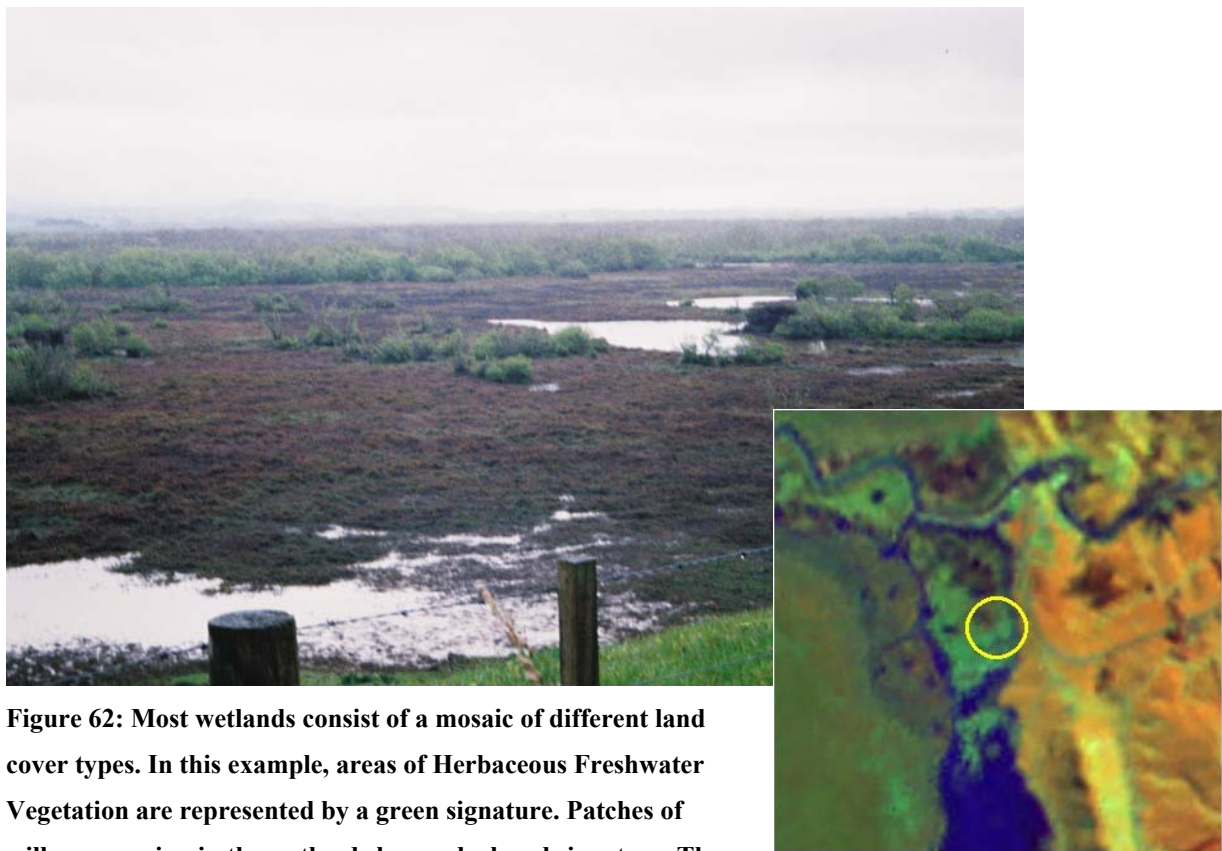 Figure 62: Most wetlands consist of a mosaic of different land
cover types. In this example, areas of Herbaceous Freshwater
Vegetation are represented by a green signature. Patches of